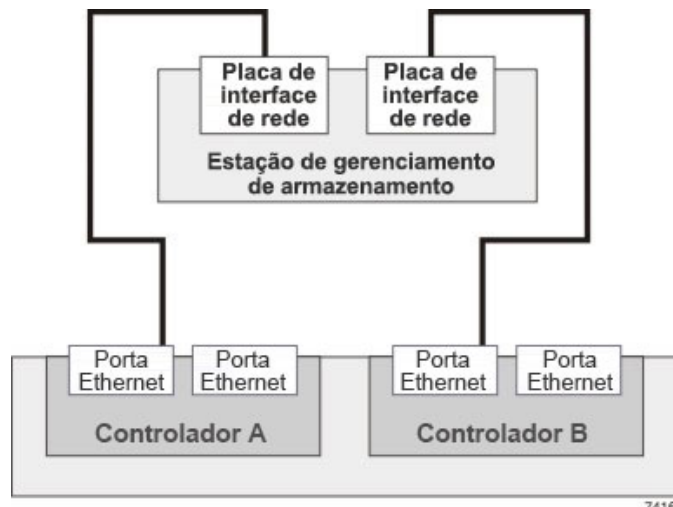 Placa de
interface
de rede
Placa de
interface
de rede
Estação de gerenciamento
de armazenamento
Porta
Ethernet
Porta
Ethernet
Controlador A
Porta
Ethernet
Porta
Ethernet
Controlador B